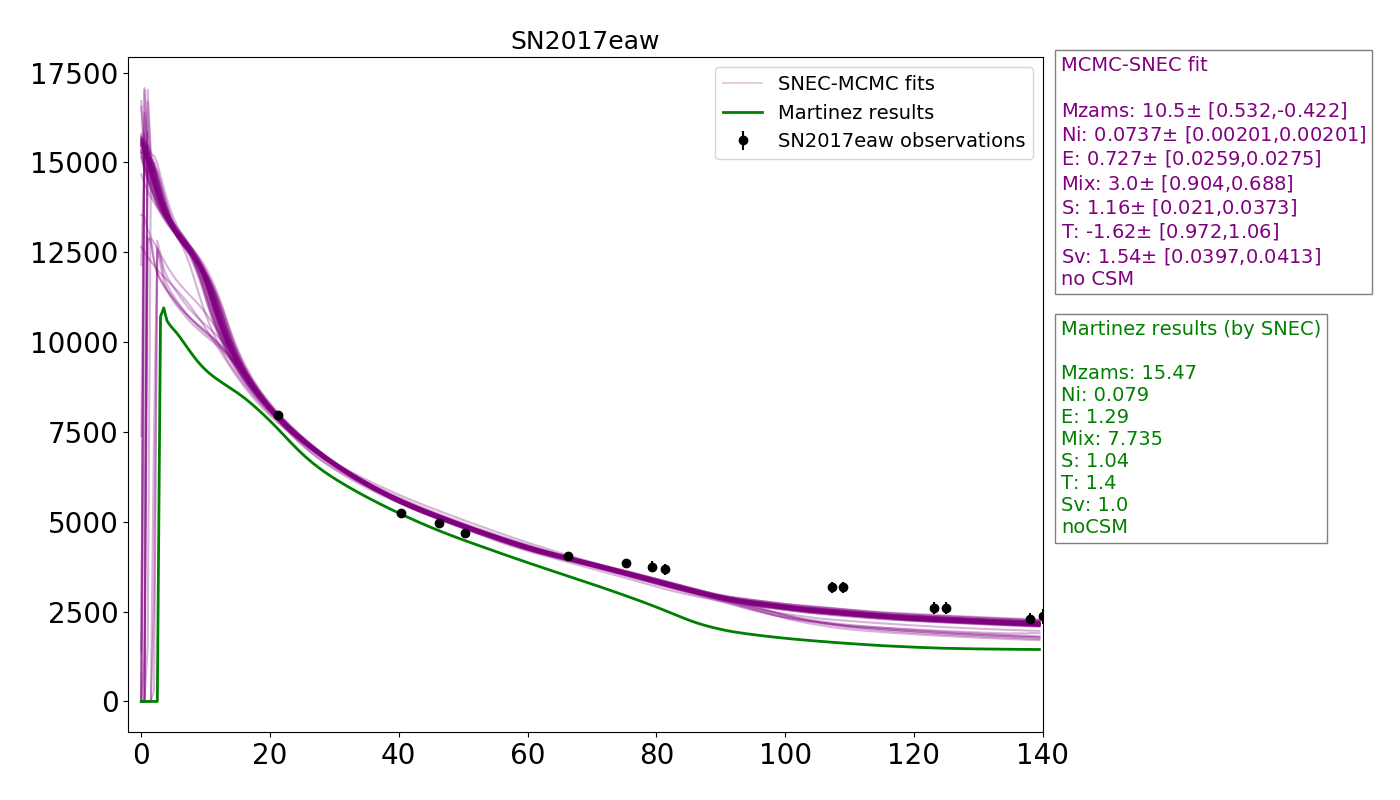 SN2017eaw
17500
15000
12500
10000
7500
5000
2500
0
0 20 40 60 80 100 120 140
SNEC-MCMC fits
Martinez results
SN2017eaw observations
MCMC-SNEC fit
Mzams: 10.5± [0.532,-0.422]
Ni: 0.0737± [0.00201,0.00201]
E: 0.727± [0.0259,0.0275]
Mix: 3.0± [0.904,0.688]
S: 1.16± [0.021,0.0373]
T: -1.62± [0.972,1.06]
Sv: 1.54± [0.0397,0.0413]
no CSM
Martinez results (by SNEC)
Mzams: 15.47
Ni: 0.079
E: 1.29
Mix: 7.735
S: 1.04
T: 1.4
Sv: 1.0
noCSM